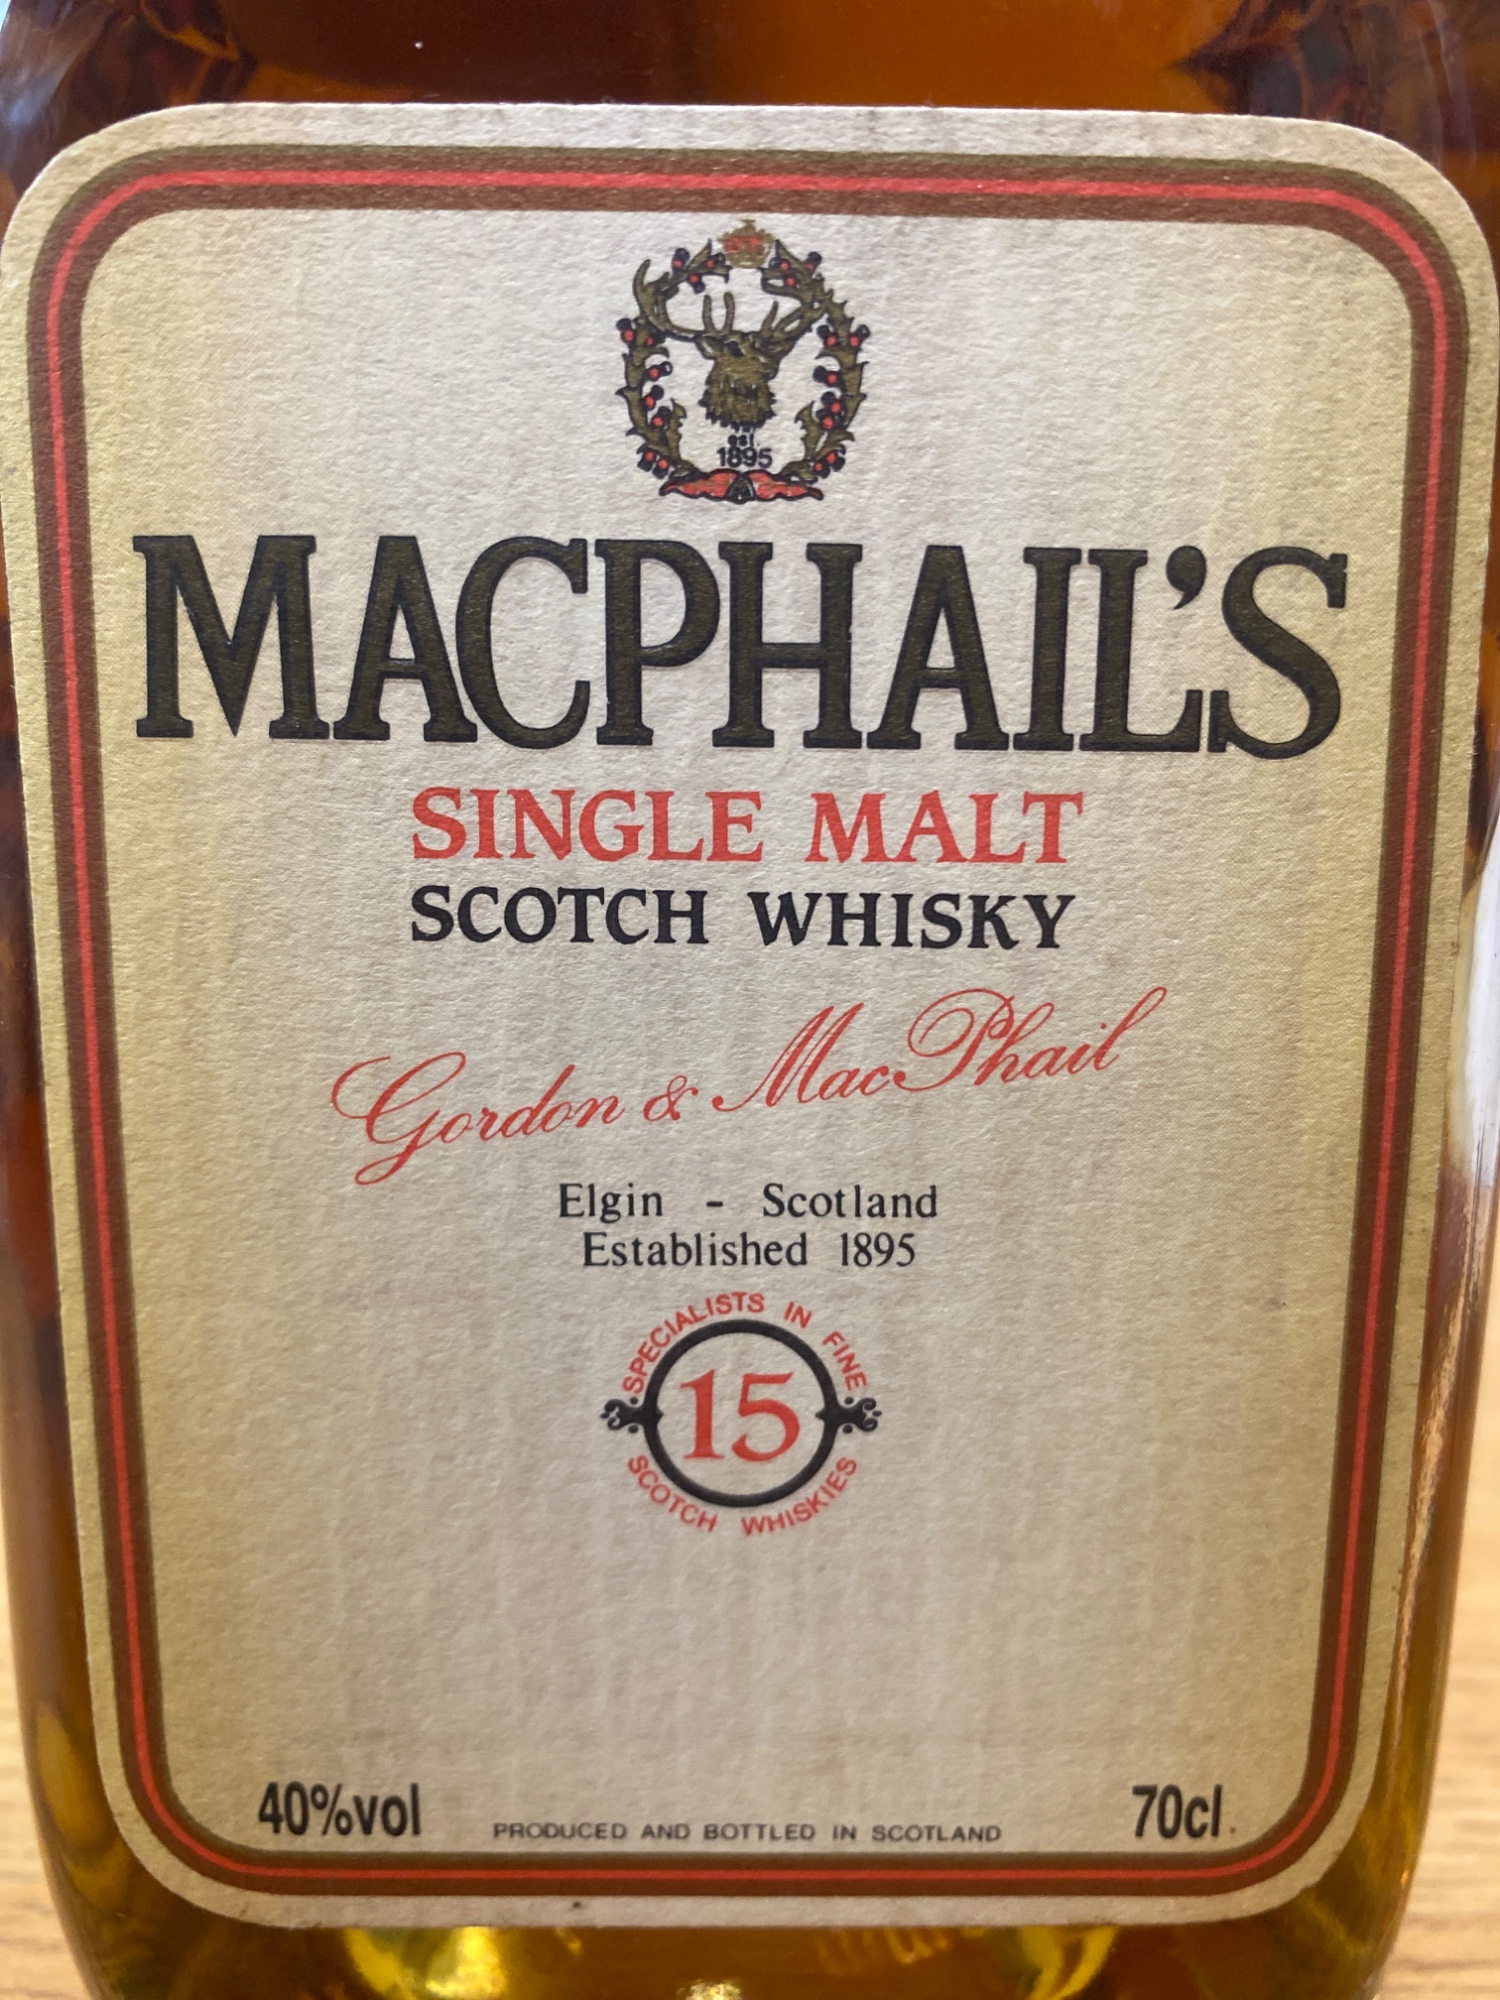 est.
1895
MACPHAIL'S
SINGLE MALT
SCOTCH WHISKY
Gordon & MacPhail
Elgin - Scotland
Established 1895
SPECIALISTS IN FINE
15
SCOTCH WHISKIES
40%vol
PRODUCED AND BOTTLED IN SCOTLAND
70cl.